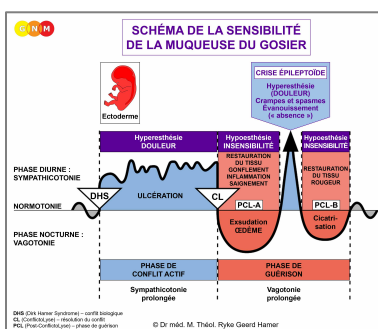 GNM
SCHÉMA DE LA SENSIBILITÉ
DE LA MUQUEUSE DU GOSIER
Ectoderme
CRISE ÉPILEPTOÏDE
Hyperesthésie
(DOULEUR)
Crampes et spasmes
Évanouissement
(« absence »)
Hyperesthésie
DOULEUR
Hypoesthésie
INSENSIBILITÉ
Hyposthésie
INSENSIBILITÉ
PHASE DIURNE :
SYMPATHICOTONIE
RESTAURATION
DU TISSU
GONFLEMENT
INFLAMMATION
SAIGNEMENT
RESTAURATION
DU TISSU
ROUGEUR
DHS
ULCÉRATION
CL
PCL-A
PCL-B
NORMOTONIE
PHASE NOCTURNE :
VAGOTONIE
Exsudation
ŒDÈME
Cicatri-
sation
PHASE DE
CONFLIT ACTIF
PHASE DE
GUÉRISON
Sympathicotonie
prolongée
Vagotonie
prolongée
DHS (Dirk Hamer Syndrome) – conflit biologique
CL (ConflictoLyse) – résolution du conflit
PCL (Post-ConflictoLyse) – phase de guérison
© Dr méd. M. Théol. Ryke Geerd Hamer